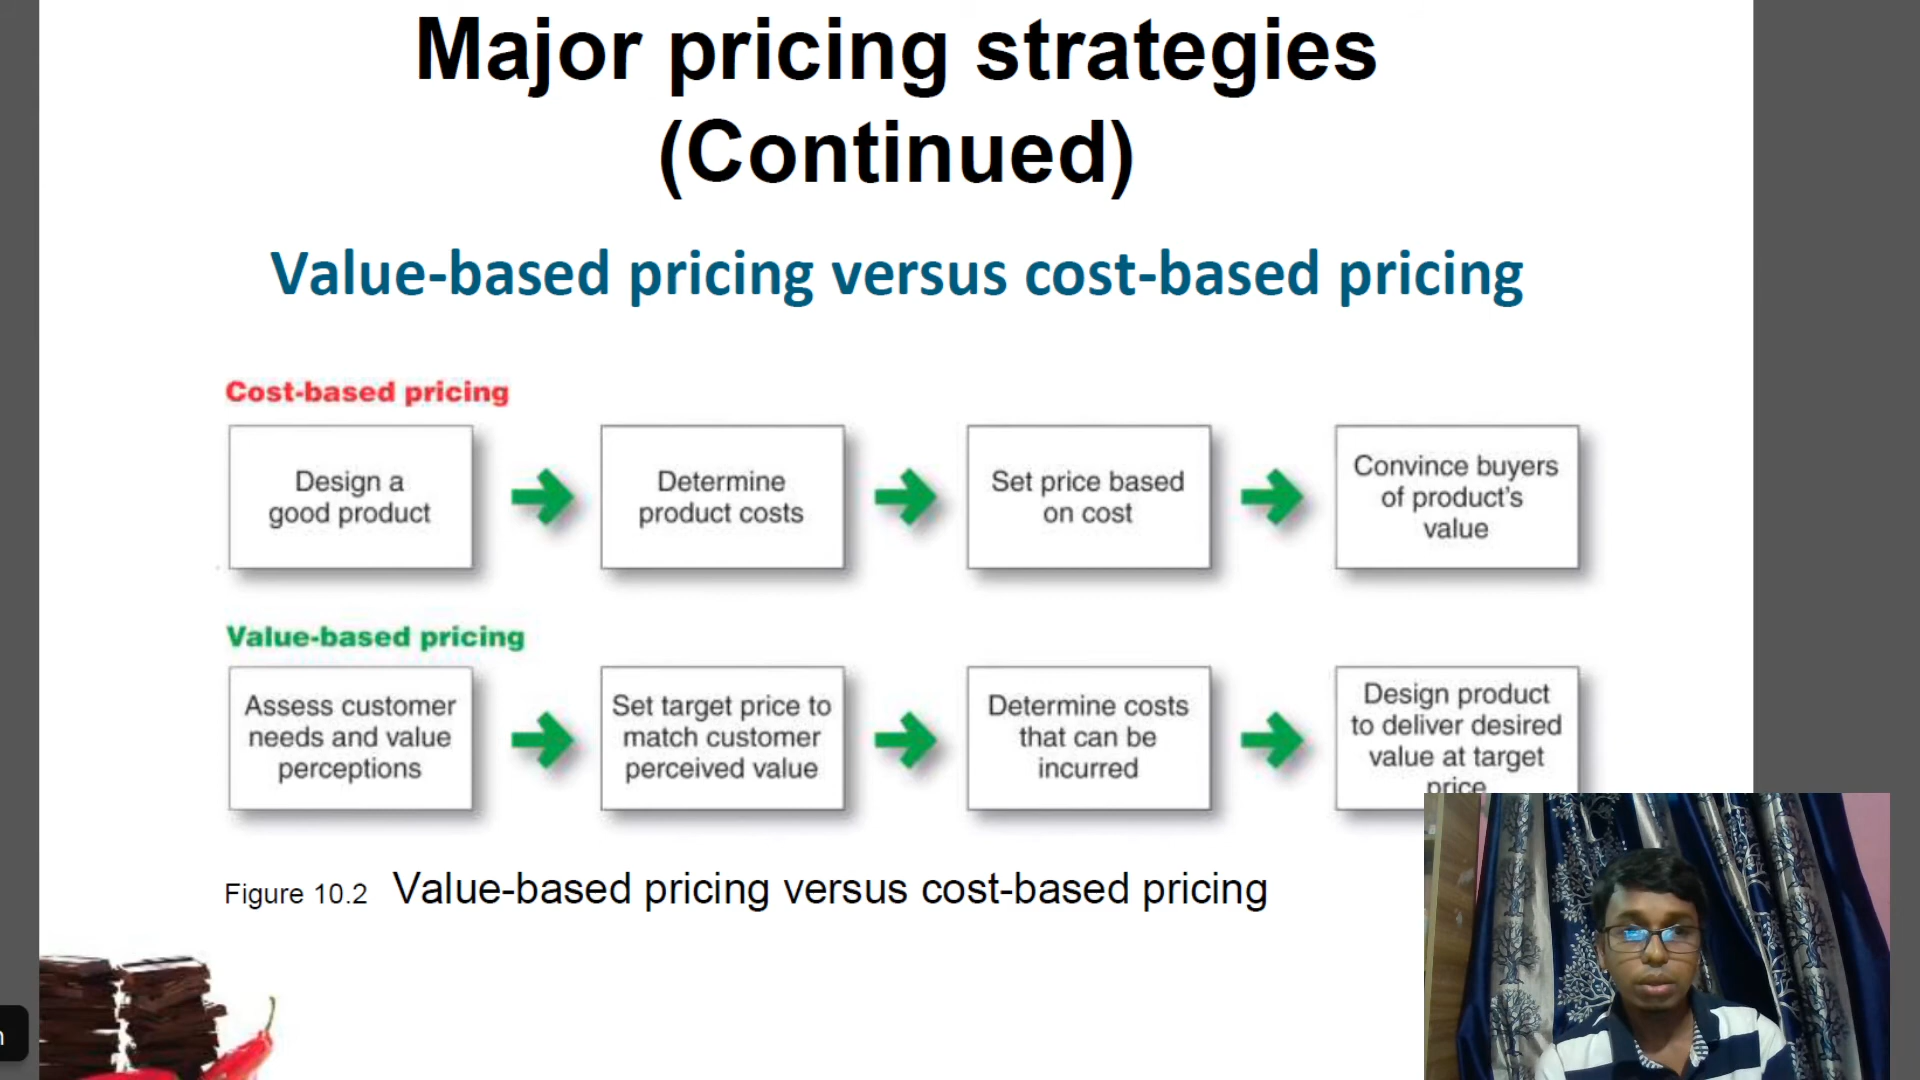 Major pricing strategies
(Continued)
Value-based pricing versus cost-based pricing
Cost-based pricing
Design a
good product
Determine
product costs
Set price based
on cost
Convince buyers
of product's
value
Value-based pricing
Assess customer
needs and value
perceptions
Set target price to
match customer
perceived value
Determine costs
that can be
incurred
Design product
to deliver desired
value at target
price
Figure 10.2 Value-based pricing versus cost-based pricing